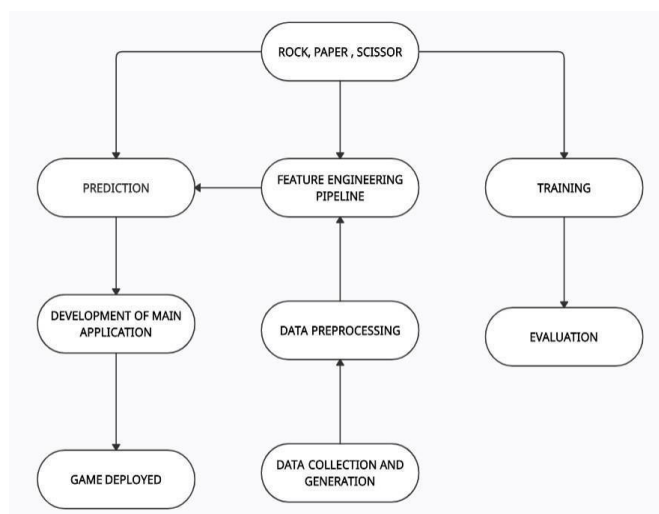 ROCK, PAPER , SCISSOR
PREDICTION
FEATURE ENGINEERING
PIPELINE
TRAINING
DEVELOPMENT OF MAIN
APPLICATION
DATA PREPROCESSING
EVALUATION
GAME DEPLOYED
DATA COLLECTION AND
GENERATION